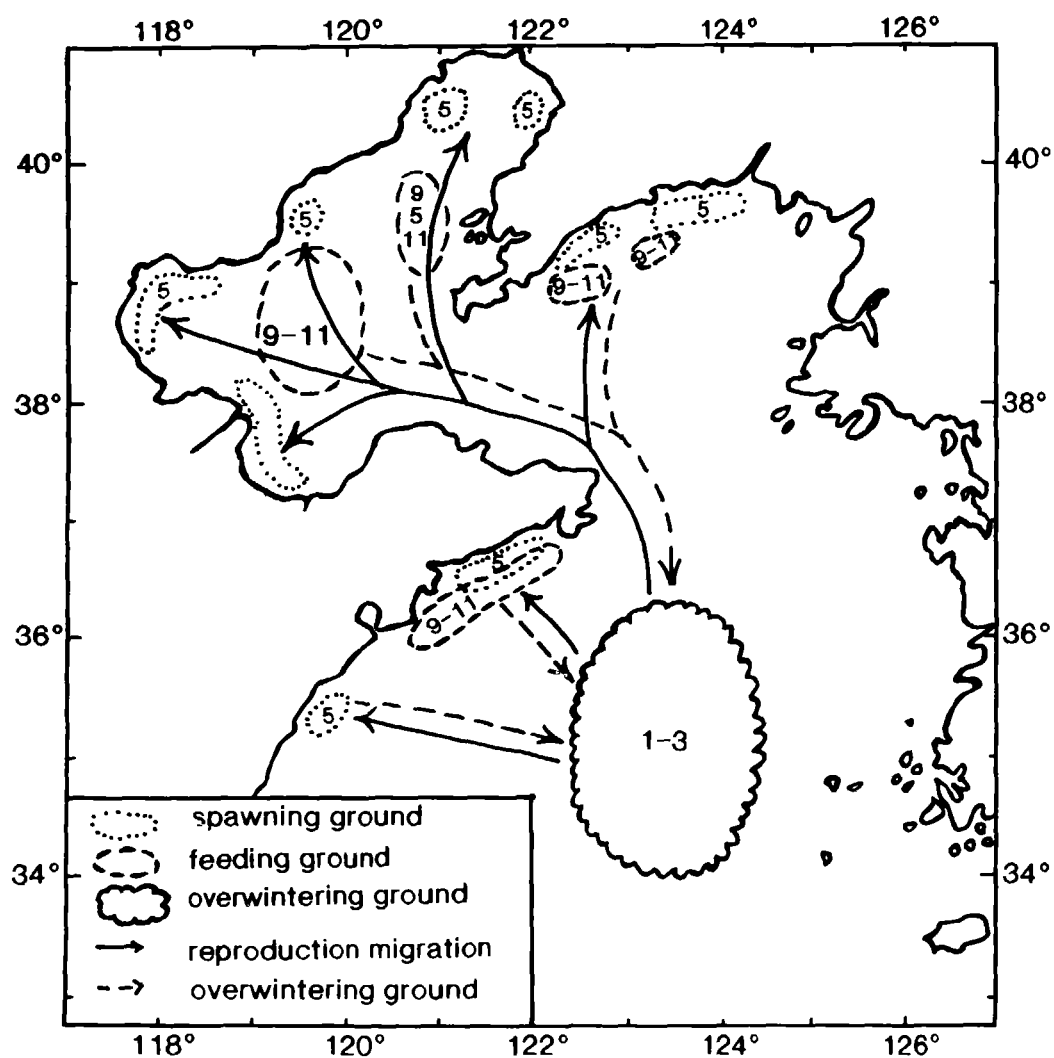 118° 120° 122° 124° 126°
5 5
40° 40°
9
5
11
5
5
5
9-11
5
9-11
9-11
38° 38°
5
9-11
36° 36°
5
1-3
spawning ground
feeding ground
34° 34°
overwintering ground
reproduction migration
overwintering ground
118° 120° 122° 124° 126°